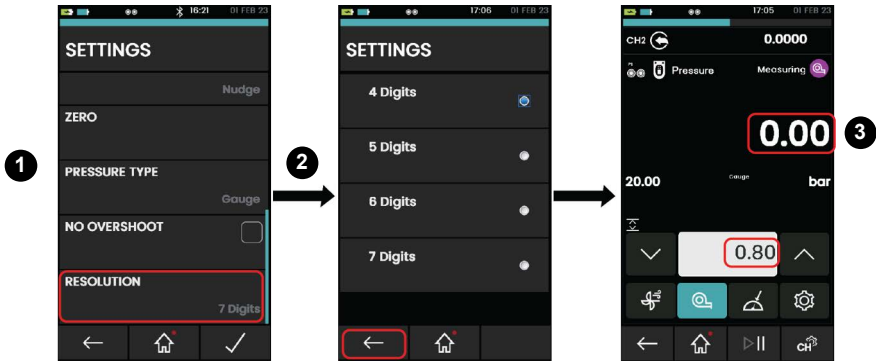 16:21 01 FEB 23
SETTINGS
Nudge
ZERO
PRESSURE TYPE
Gauge
NO OVERSHOOT
RESOLUTION
7 Digits
1
2
17:06 01 FEB 23
SETTINGS
4 Digits
5 Digits
6 Digits
7 Digits
17:05 01 FEB 23
CH2 0.0000
P1 Pressure Measuring
0.00
3
20.00 Gauge bar
0.80
CH